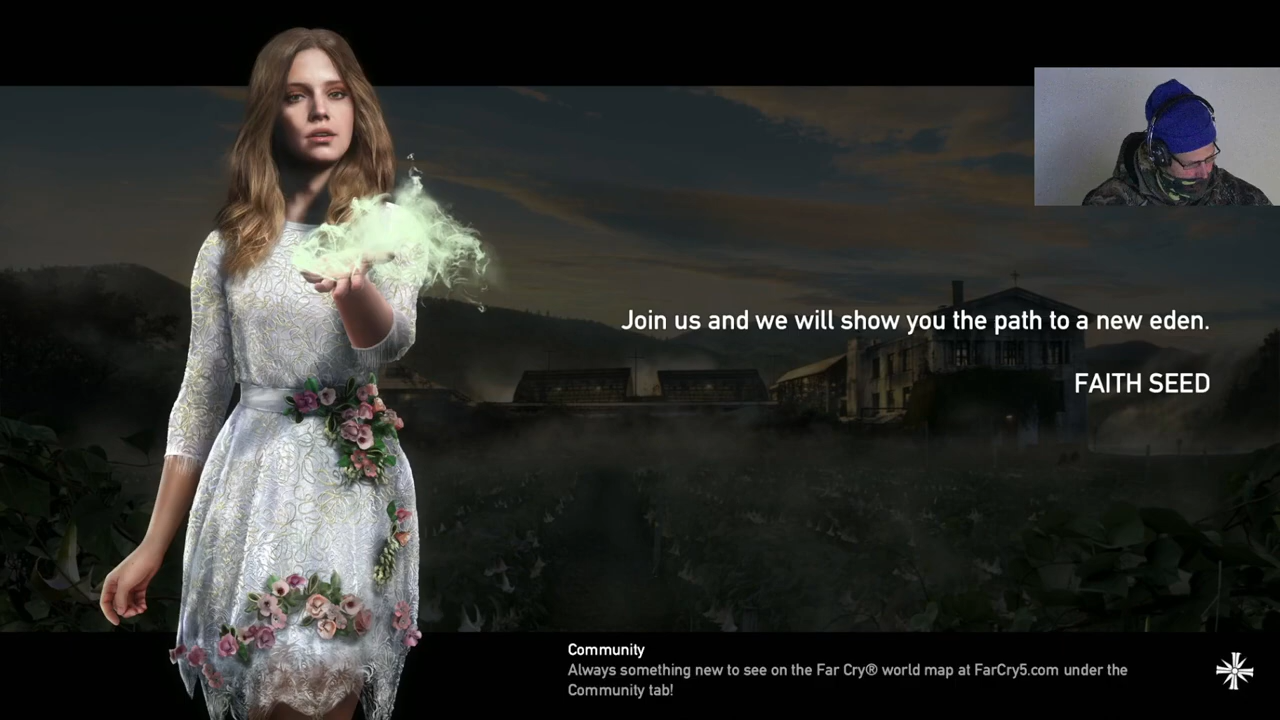 Join us and we will show you the path to a new eden.
FAITH SEED
Community
Always something new to see on the Far Cry® world map at FarCry5.com under the
Community tab!